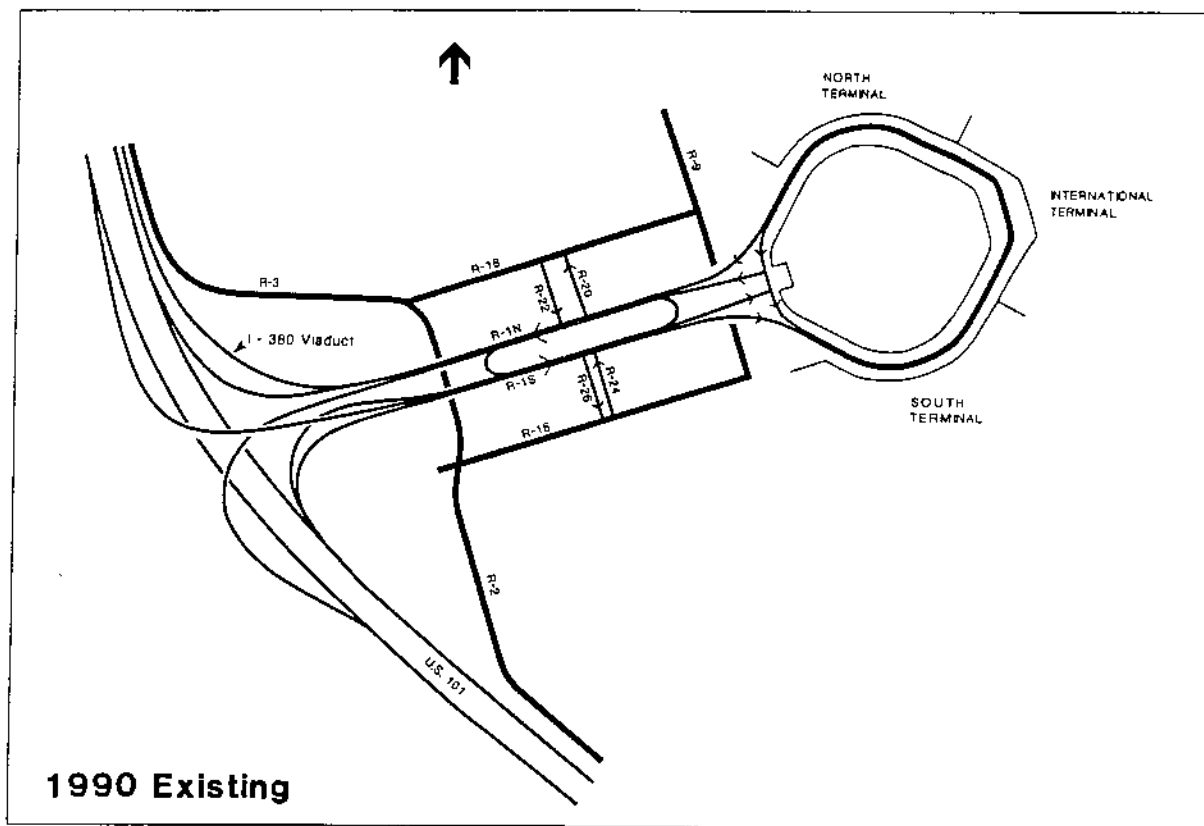 NORTH
TERMINAL
R-9
INTERNATIONAL
TERMINAL
R-18
R-3
R-20
R-22
R-1N
I - 380 Viaduct
R-1S
R-24
R-26
SOUTH
TERMINAL
R-16
R-2
U.S. 101
1990 Existing